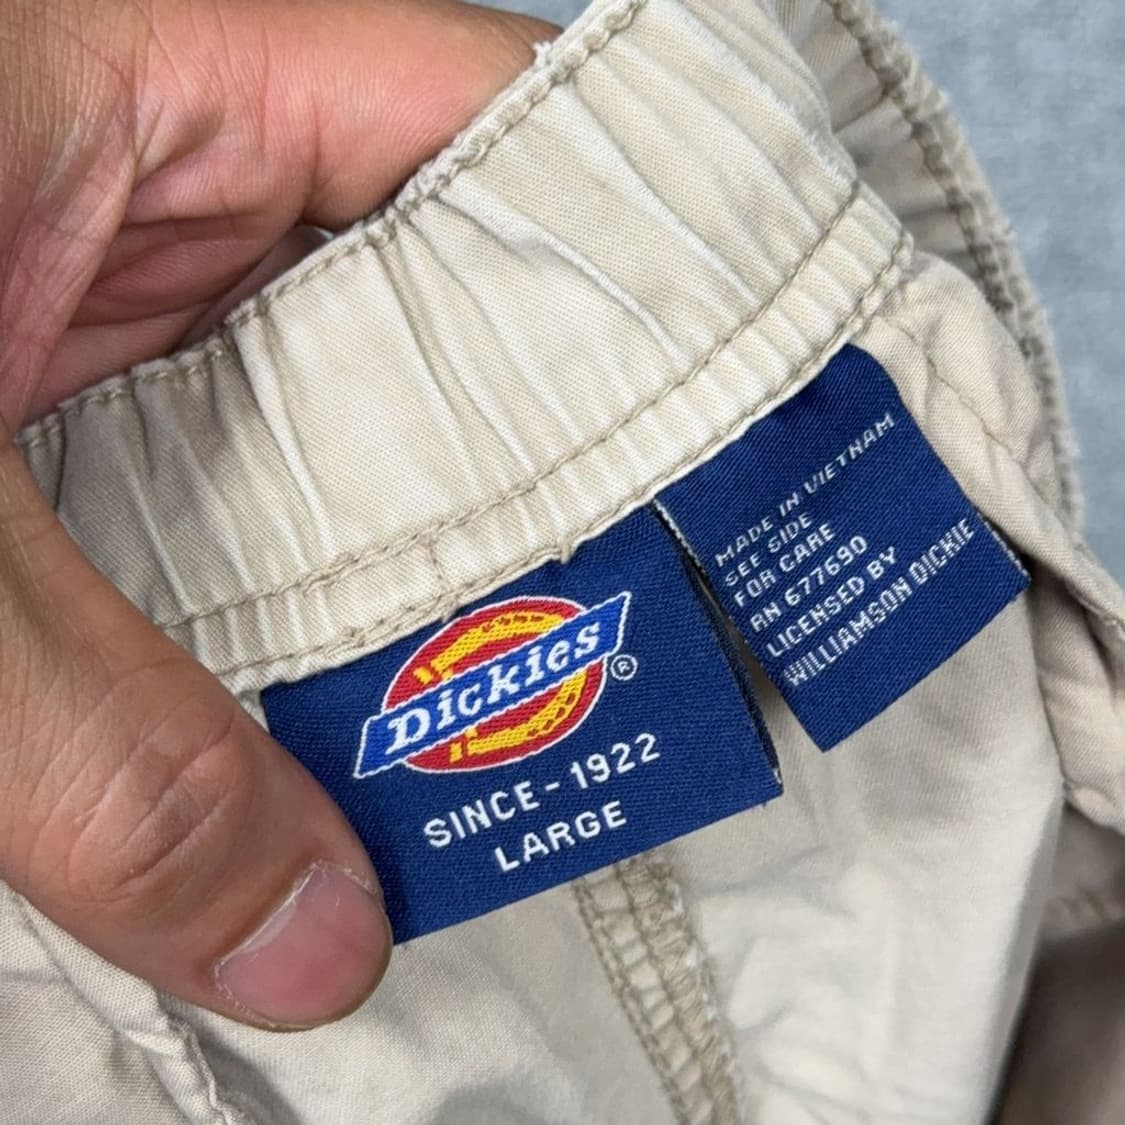 Dickies®
SINCE-1922
LARGE
MADE IN VIETNAM
SEE SIDE
FOR CARE
RN 677690
LICENSED BY
WILLIAMSON DICKIE